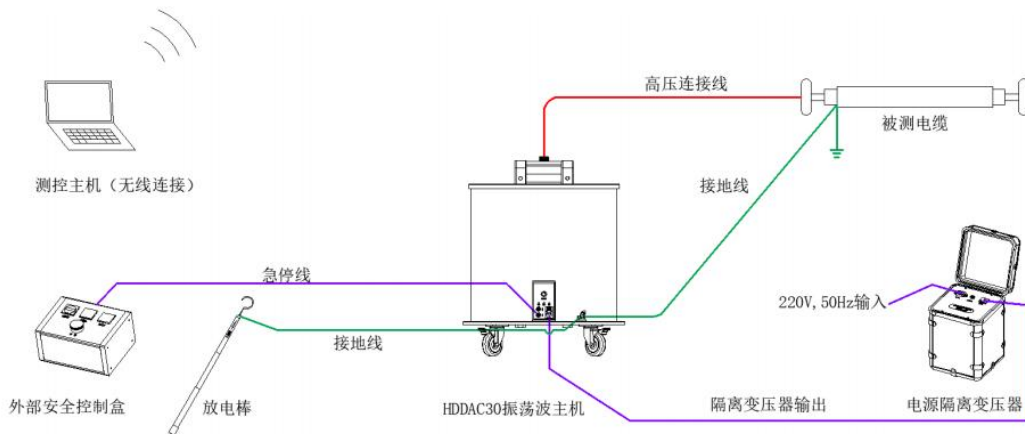 高压连接线
被测电缆
测控主机（无线连接）
接地线
急停线
220V,50Hz输入
接地线
外部安全控制盒
放电棒
HDDAC30振荡波主机
隔离变压器输出
电源隔离变压器